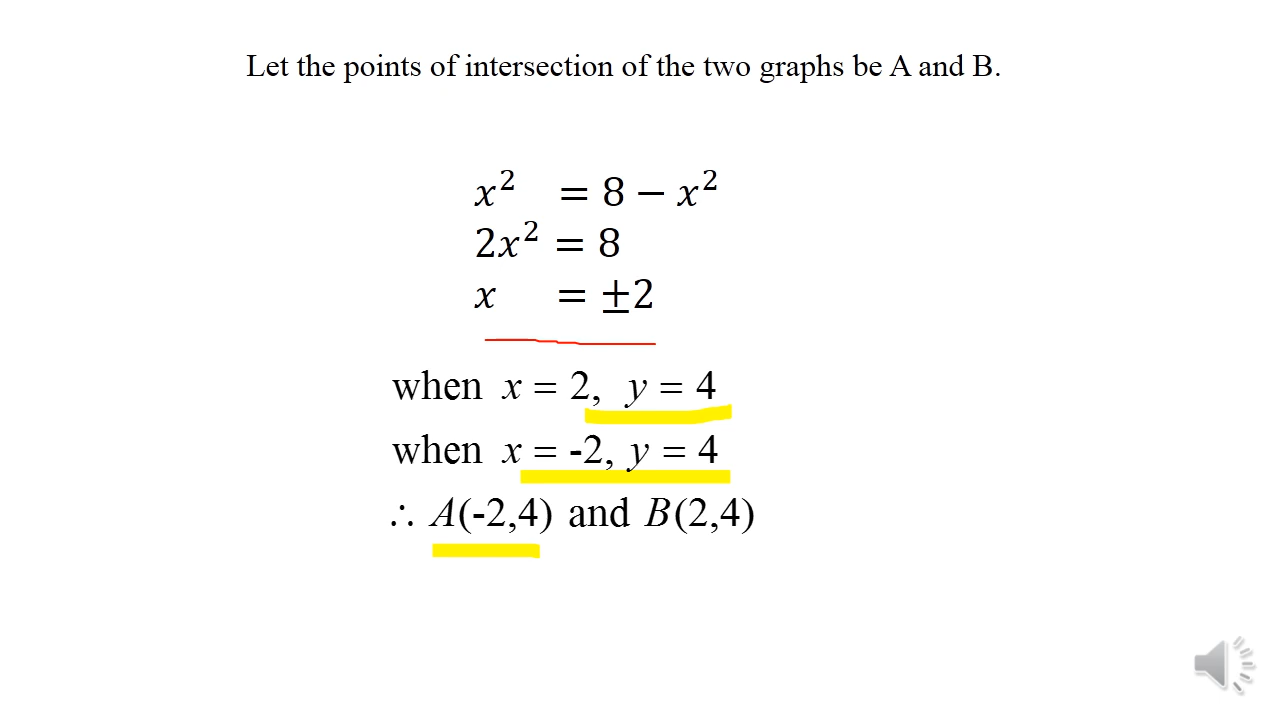 Let the points of intersection of the two graphs be A and B.
x² = 8 − x²
2x² = 8
x = ±2
when x = 2, y = 4
when x = -2, y = 4
∴ A(-2,4) and B(2,4)